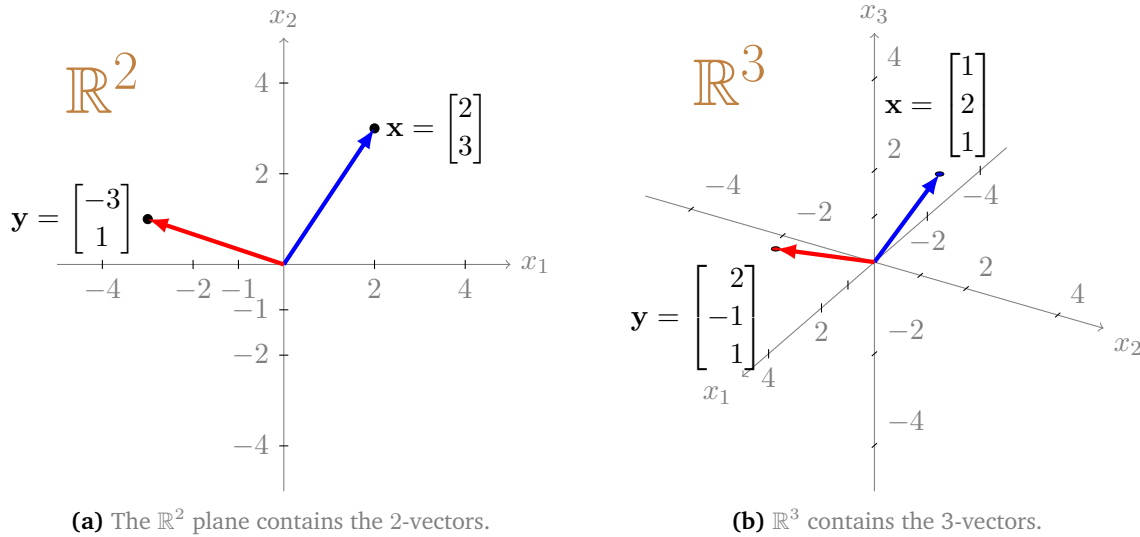 ℝ²
x₂
4
2
x = [2
3]
y = [−3
1]
−4 −2 −1 2 4 x₁
−1
−2
−4
(a) The ℝ² plane contains the 2-vectors.
ℝ³
x₃
4
2
x = [1
2
1]
−4 −2
−4
−2
2 4 x₂
y = [2
−1
1]
2
4
x₁
−2
−4
(b) ℝ³ contains the 3-vectors.